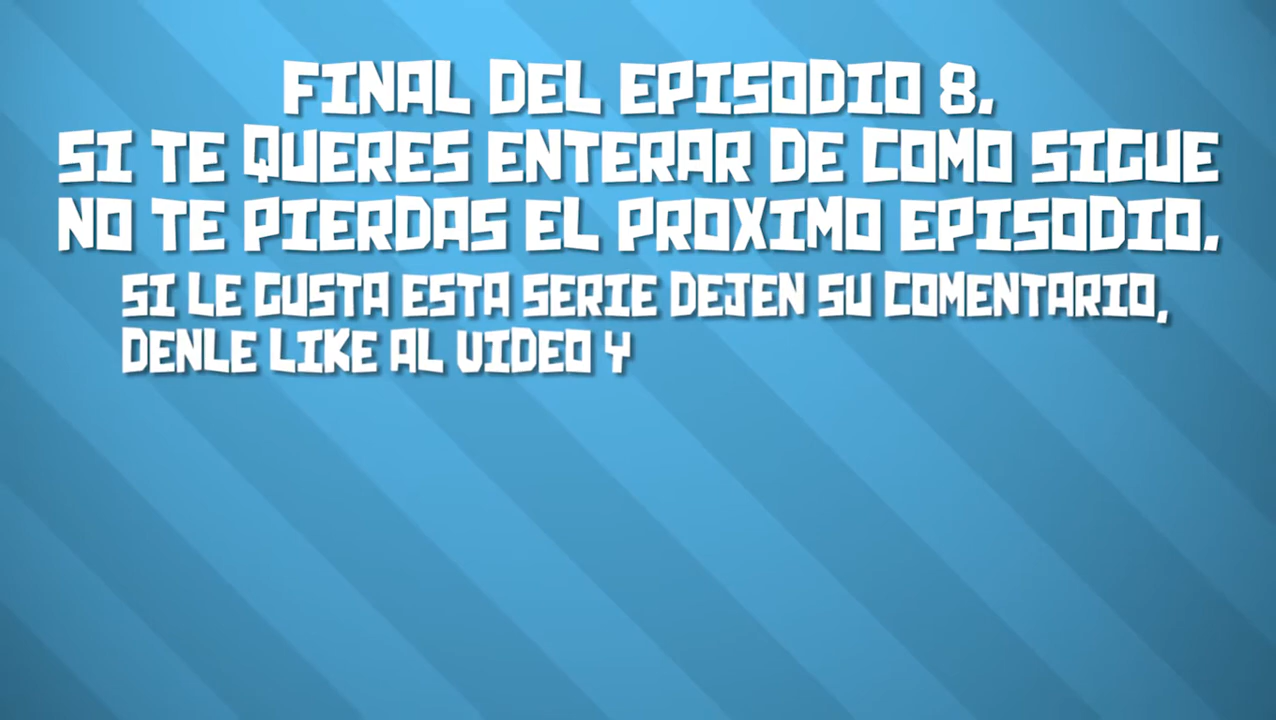 FINAL DEL EPISODIO 8.
SI TE QUERES ENTERAR DE COMO SIGUE
NO TE PIERDAS EL PROXIMO EPISODIO.
SI LE GUSTA ESTA SERIE DEJEN SU COMENTARIO,
DENLE LIKE AL VIDEO Y